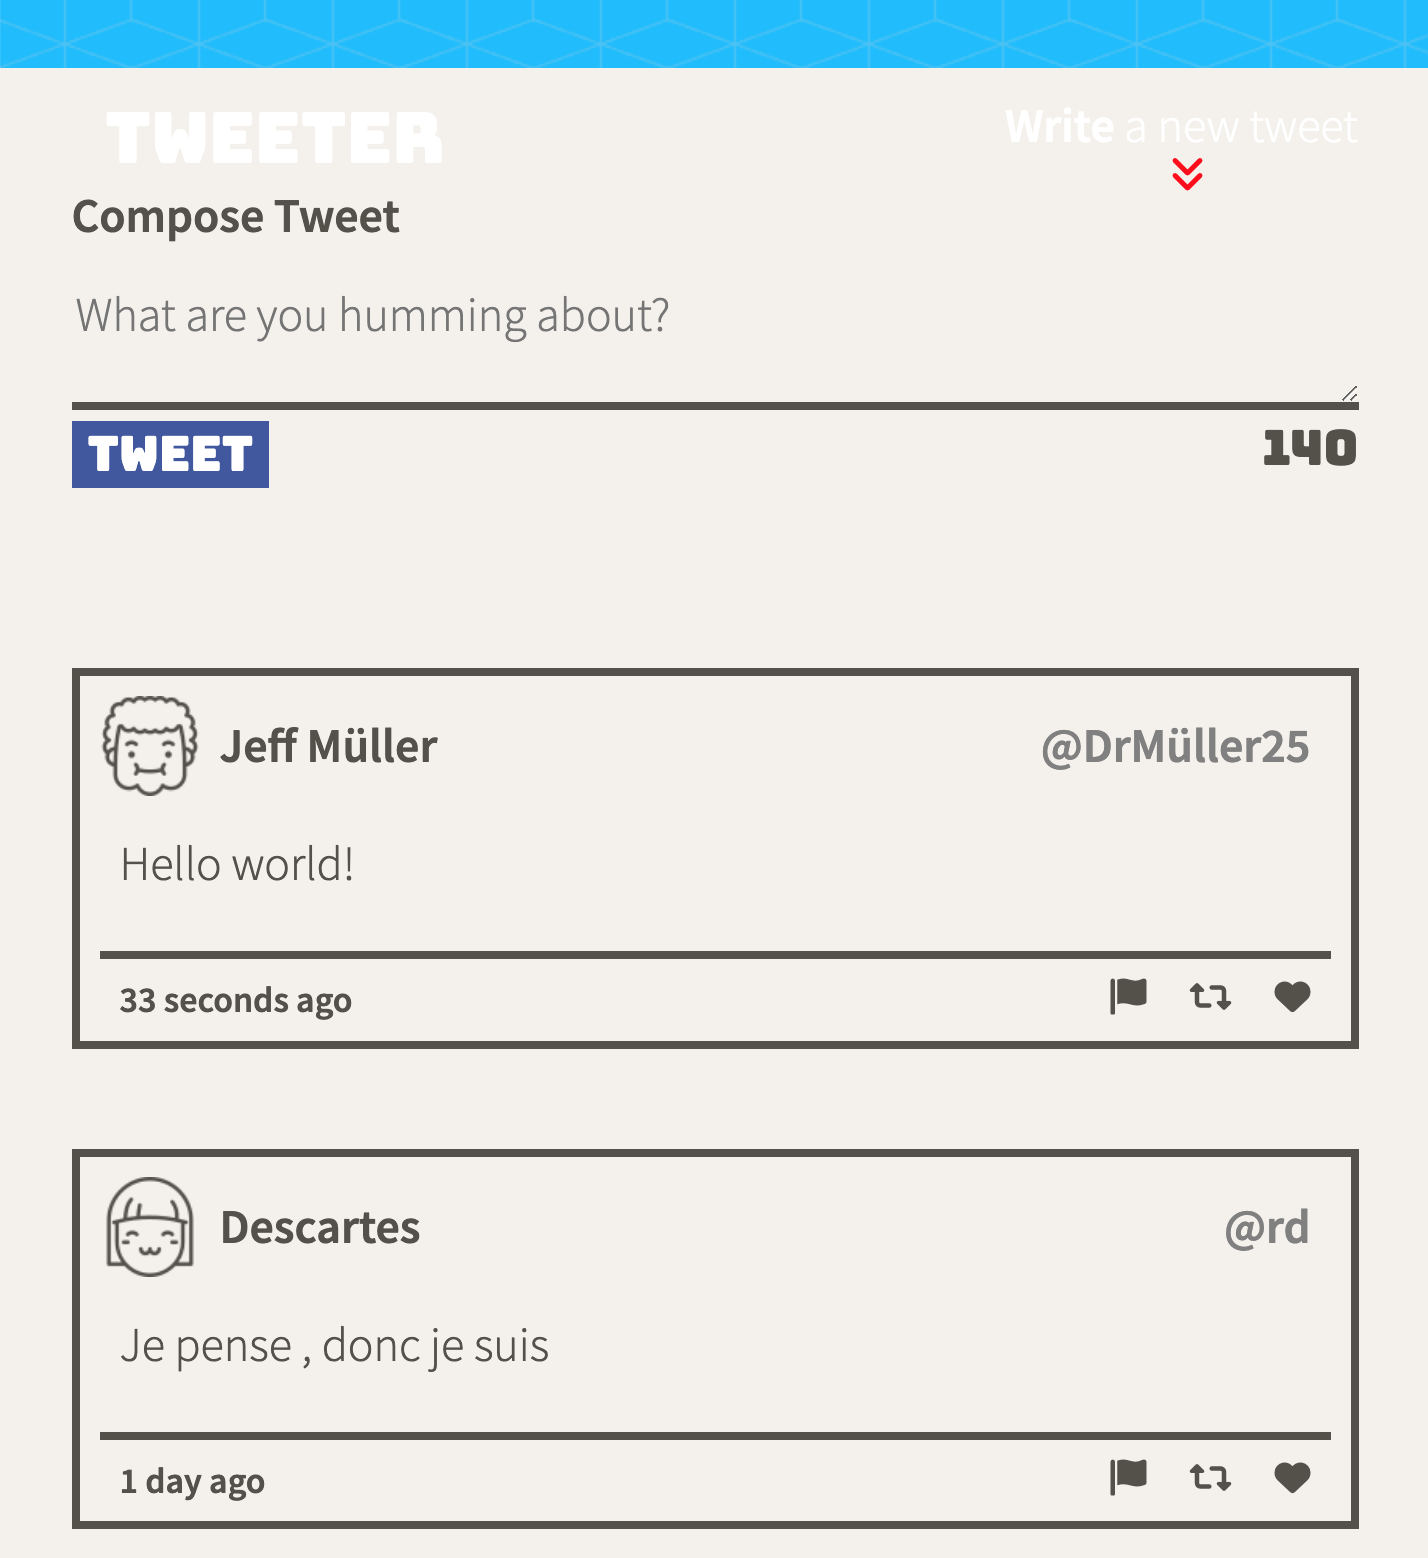 TWEETER
Write a new tweet
Compose Tweet
What are you humming about?
TWEET
140
Jeff Müller
@DrMüller25
Hello world!
33 seconds ago
Descartes
@rd
Je pense , donc je suis
1 day ago